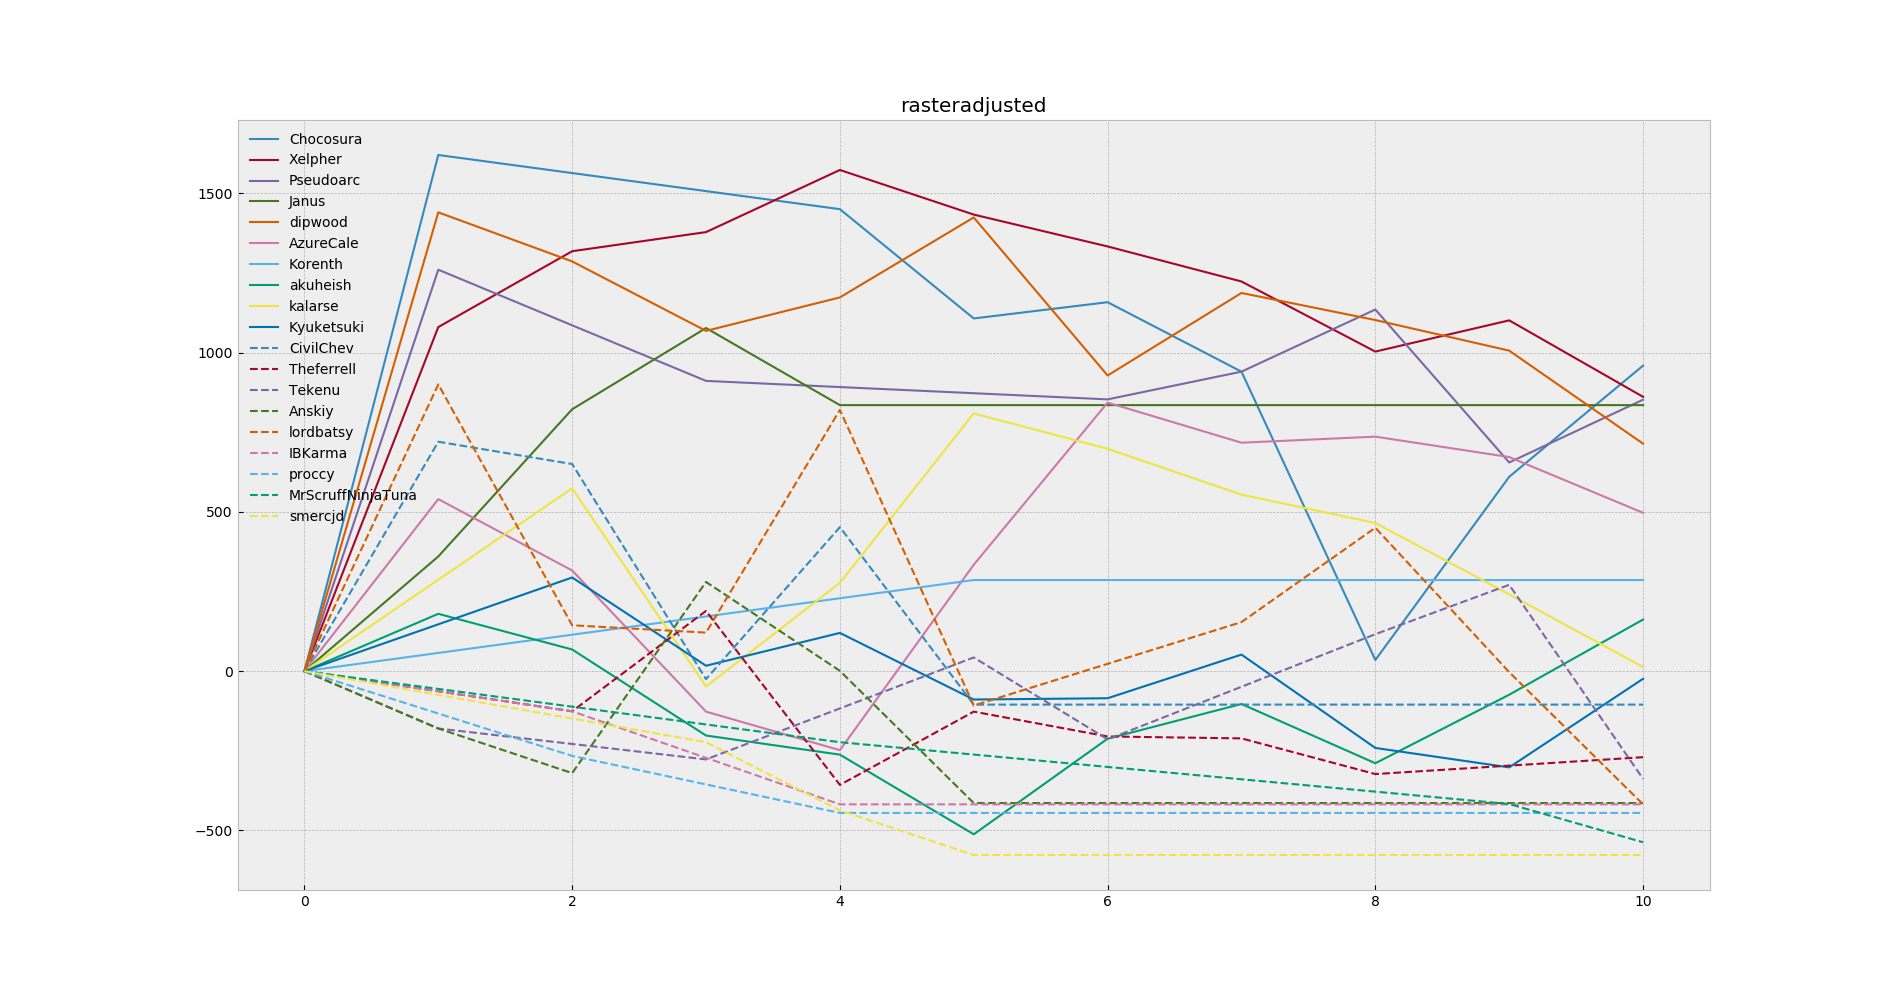 rasteradjusted
Chocosura
Xelpher
Pseudoarc
Janus
dipwood
AzureCale
Korenth
akuheish
kalarse
Kyuketsuki
CivilChev
Theferrell
Tekenu
Anskiy
lordbatsy
IBKarma
proccy
MrScruffNinjaTuna
smercjd
1500
1000
500
0
−500
0 2 4 6 8 10